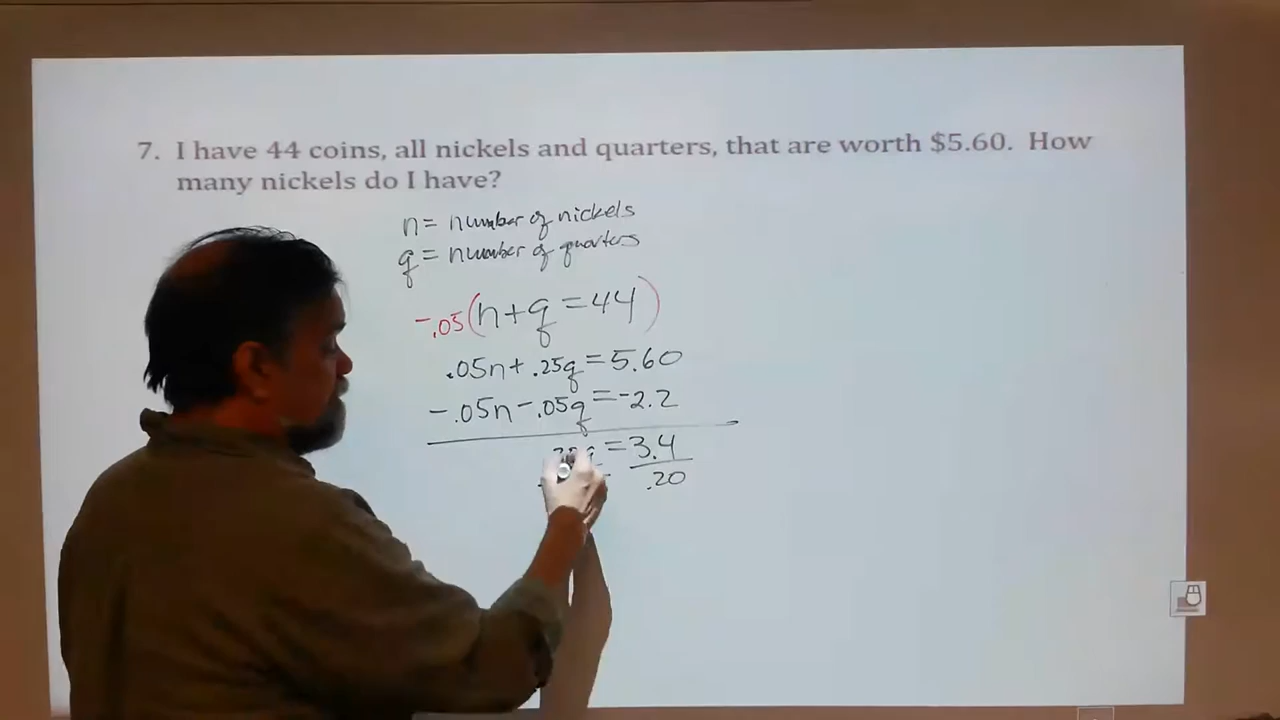 7. I have 44 coins, all nickels and quarters, that are worth $5.60. How
many nickels do I have?
n = number of nickels
q = number of quarters
-.05(n+q=44)
.05n+.25q=5.60
-.05n-.05q=-2.2
=3.4
.20